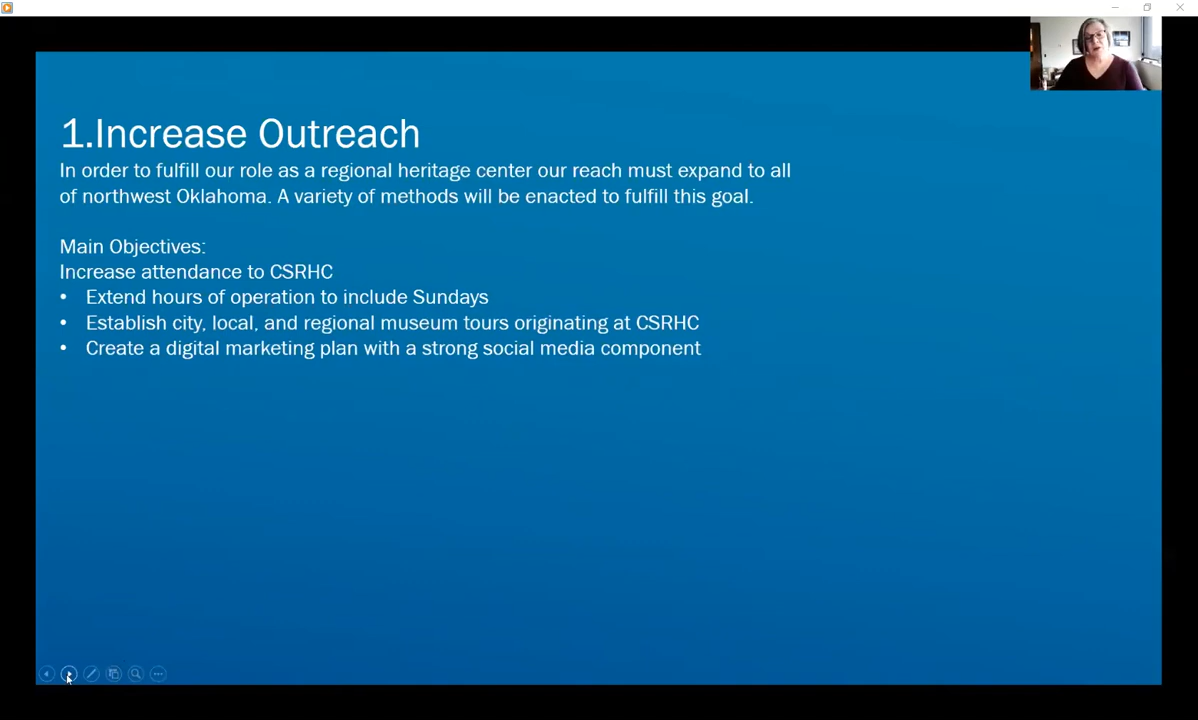 1.Increase Outreach
In order to fulfill our role as a regional heritage center our reach must expand to all
of northwest Oklahoma. A variety of methods will be enacted to fulfill this goal.
Main Objectives:
Increase attendance to CSRHC
• Extend hours of operation to include Sundays
• Establish city, local, and regional museum tours originating at CSRHC
• Create a digital marketing plan with a strong social media component